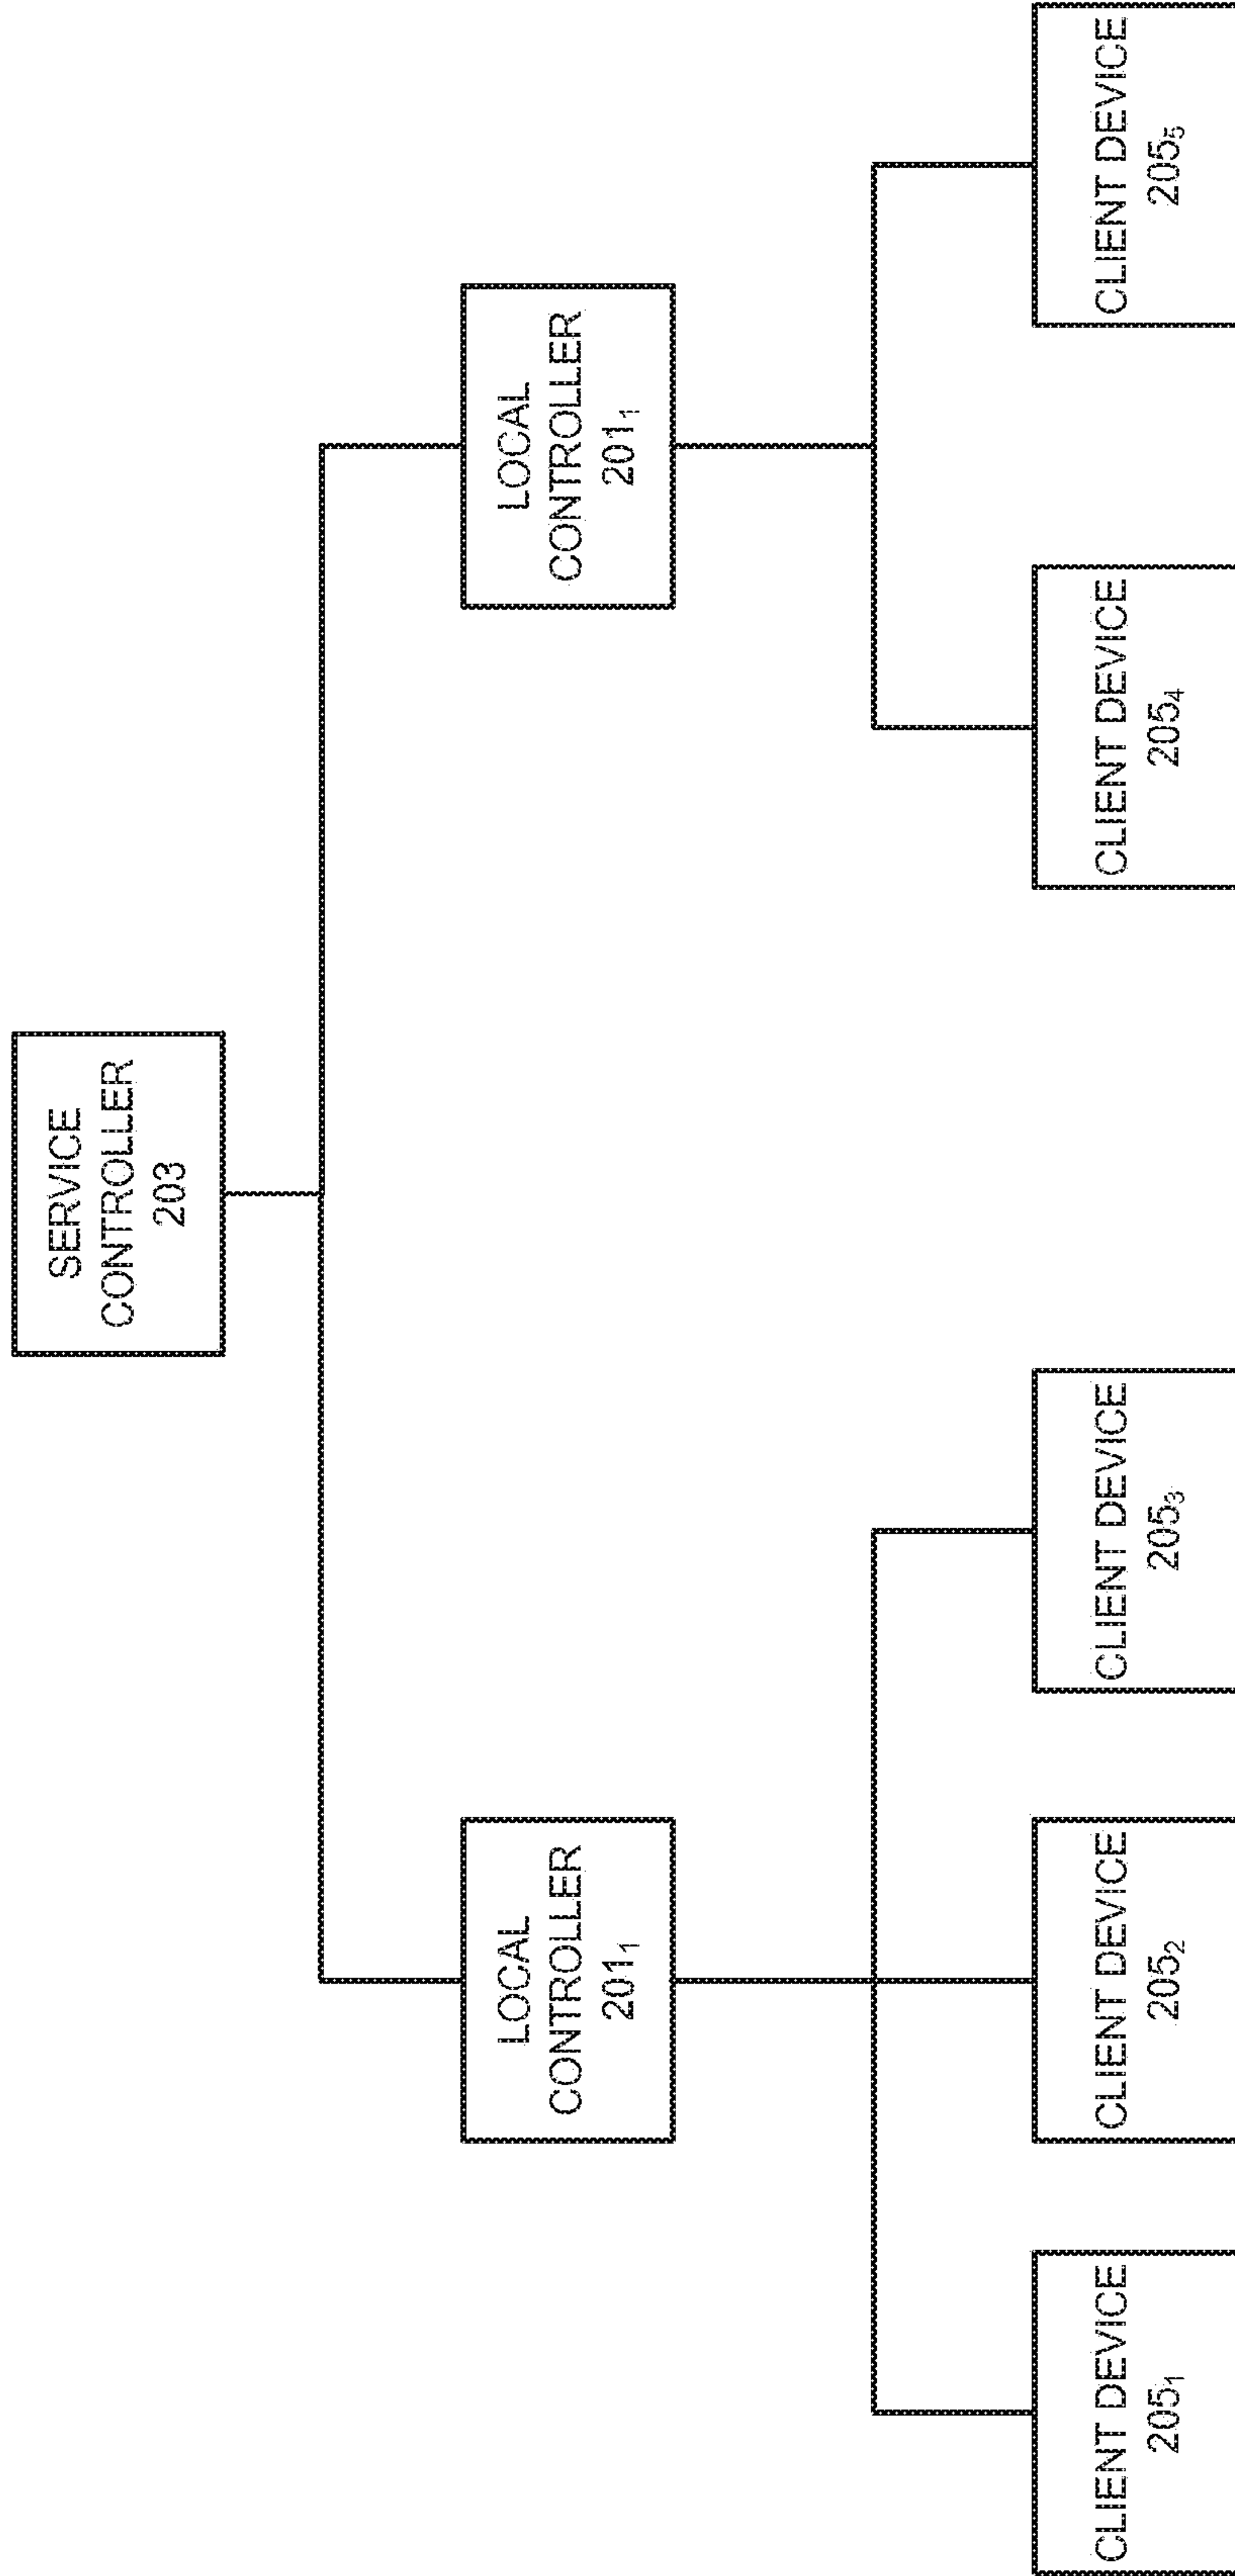 SERVICE
CONTROLLER
203
LOCAL
CONTROLLER
201₁
LOCAL
CONTROLLER
201₁
CLIENT DEVICE
205₁
CLIENT DEVICE
205₂
CLIENT DEVICE
205₃
CLIENT DEVICE
205₄
CLIENT DEVICE
205₅